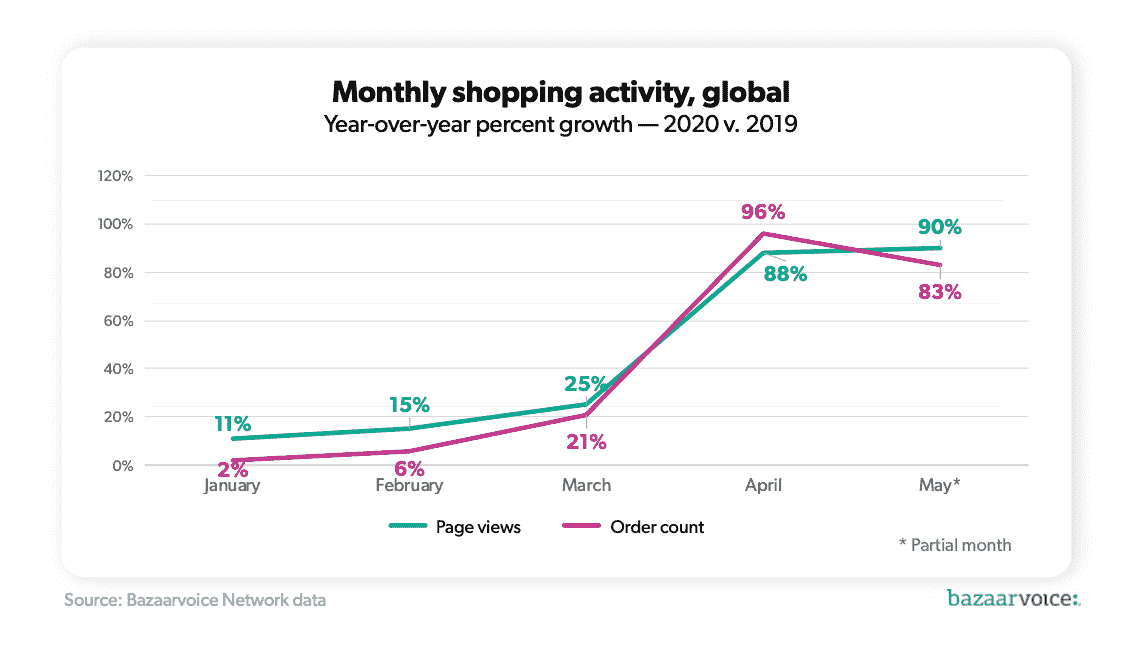 Monthly shopping activity, global
Year-over-year percent growth — 2020 v. 2019
120%
100%
80%
60%
40%
20%
0%
11%
15%
25%
88%
90%
2%
6%
21%
96%
83%
January
February
March
April
May*
Page views
Order count
* Partial month
Source: Bazaarvoice Network data
bazaarvoice:.